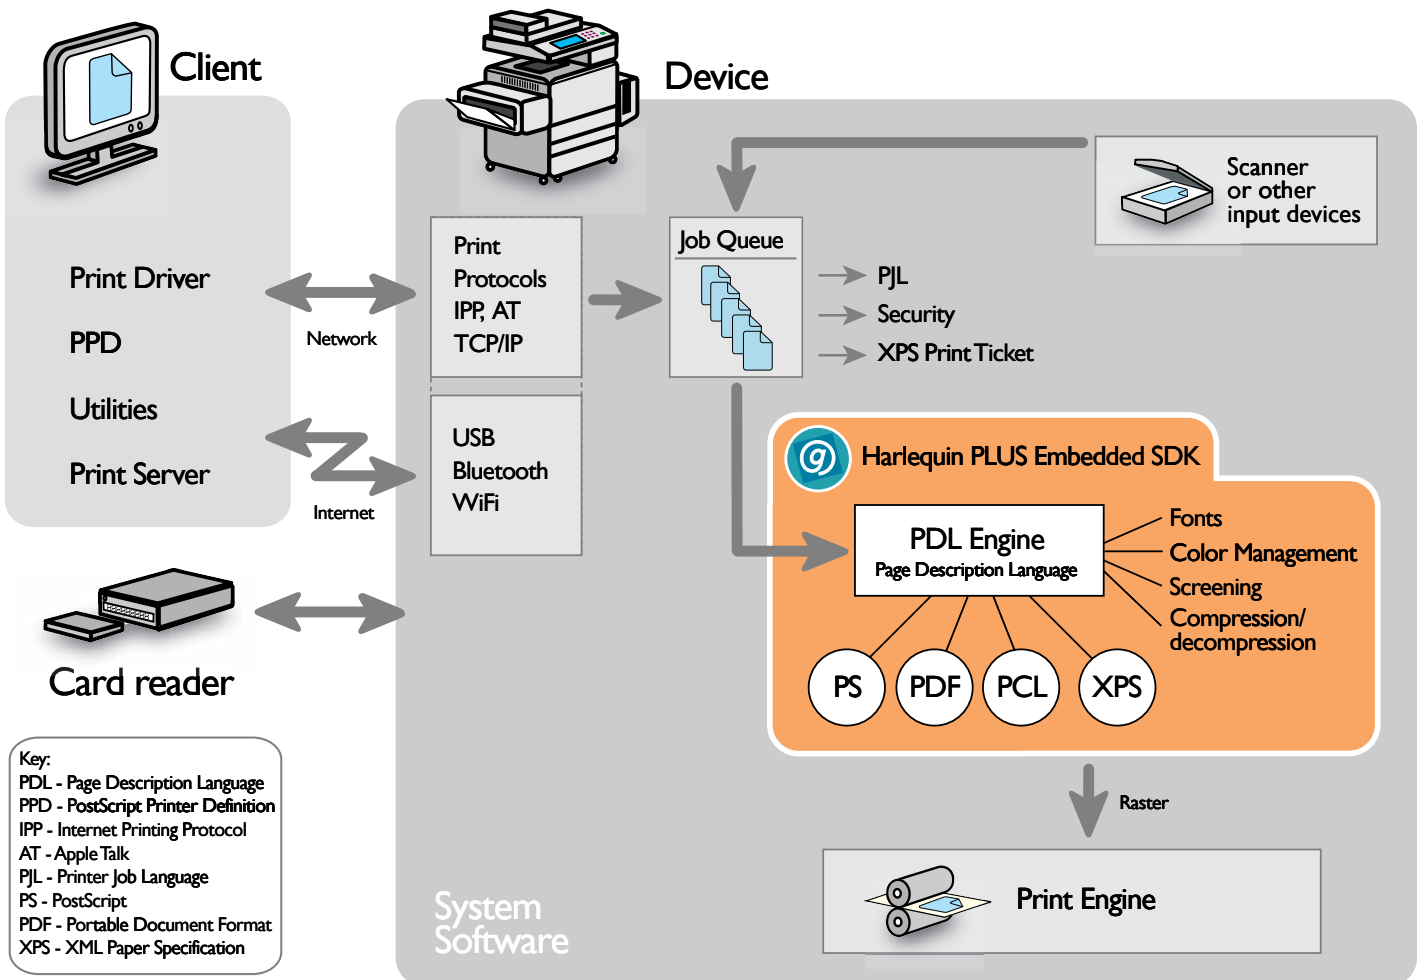 Client
Device
Scanner
or other
input devices
Print Driver
PPD
Utilities
Print Server
Network
Internet
Print
Protocols
IPP, AT
TCP/IP
USB
Bluetooth
WiFi
Job Queue
PJL
Security
XPS Print Ticket
g
Harlequin PLUS Embedded SDK
PDL Engine
Page Description Language
Fonts
Color Management
Screening
Compression/
decompression
PS
PDF
PCL
XPS
Card reader
Raster
Print Engine
System
Software
Key:
PDL - Page Description Language
PPD - PostScript Printer Definition
IPP - Internet Printing Protocol
AT - Apple Talk
PJL - Printer Job Language
PS - PostScript
PDF - Portable Document Format
XPS - XML Paper Specification